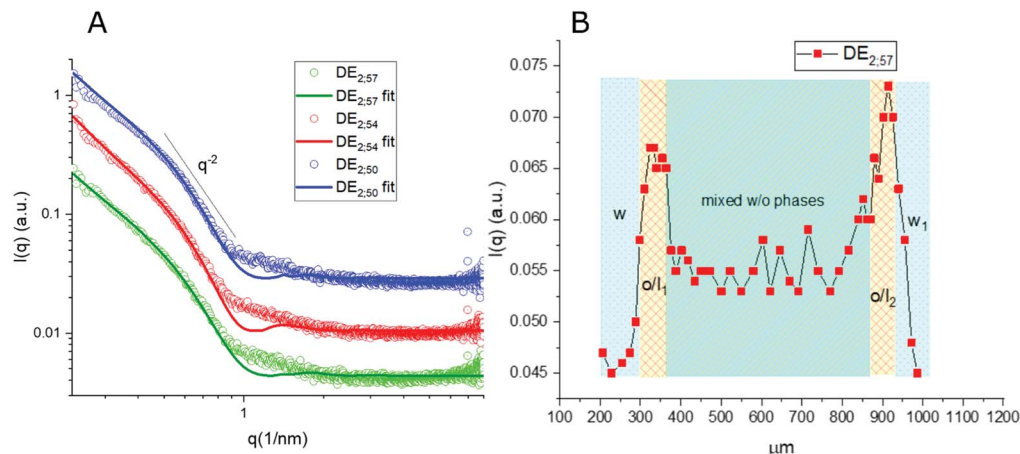 A
B
DE2;57
DE2;57 fit
DE2;54
DE2;54 fit
DE2;50
DE2;50 fit
q-2
1
0.1
0.01
I(q) (a.u.)
1
q(1/nm)
DE2;57
0.075
0.070
0.065
0.060
0.055
0.050
0.045
I(q) (a.u.)
w
o/I1
mixed w/o phases
o/I2
w1
100 200 300 400 500 600 700 800 900 1000 1100 1200
μm